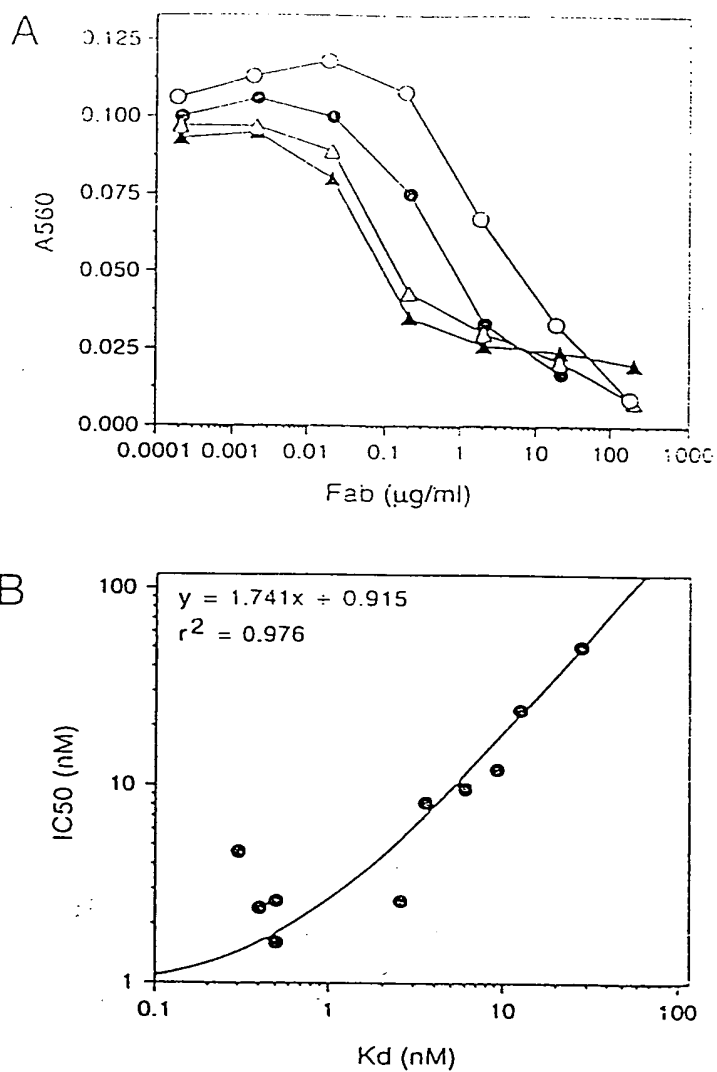 A
0.125
0.100
0.075
0.050
0.025
0.000
A560
0.0001 0.001 0.01 0.1 1 10 100 1000
Fab (µg/ml)
B
y = 1.741x + 0.915
r2 = 0.976
100
10
1
IC50 (nM)
0.1 1 10 100
Kd (nM)